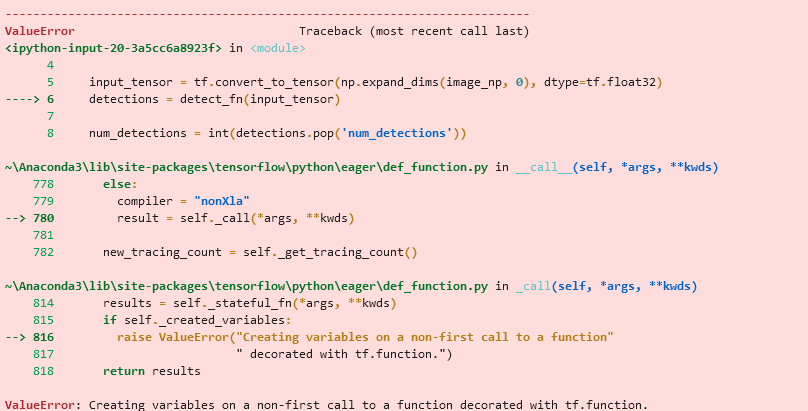 ---------------------------------------------------------------------------
ValueError                                Traceback (most recent call last)
<ipython-input-20-3a5cc6a8923f> in <module>
      4
      5     input_tensor = tf.convert_to_tensor(np.expand_dims(image_np, 0), dtype=tf.float32)
----> 6     detections = detect_fn(input_tensor)
      7
      8     num_detections = int(detections.pop('num_detections'))
~\Anaconda3\lib\site-packages\tensorflow\python\eager\def_function.py in __call__(self, *args, **kwds)
    778       else:
    779         compiler = "nonXla"
--> 780         result = self._call(*args, **kwds)
    781
    782       new_tracing_count = self._get_tracing_count()
~\Anaconda3\lib\site-packages\tensorflow\python\eager\def_function.py in _call(self, *args, **kwds)
    814       results = self._stateful_fn(*args, **kwds)
    815       if self._created_variables:
--> 816         raise ValueError("Creating variables on a non-first call to a function"
    817                          " decorated with tf.function.")
    818       return results
ValueError: Creating variables on a non-first call to a function decorated with tf.function.